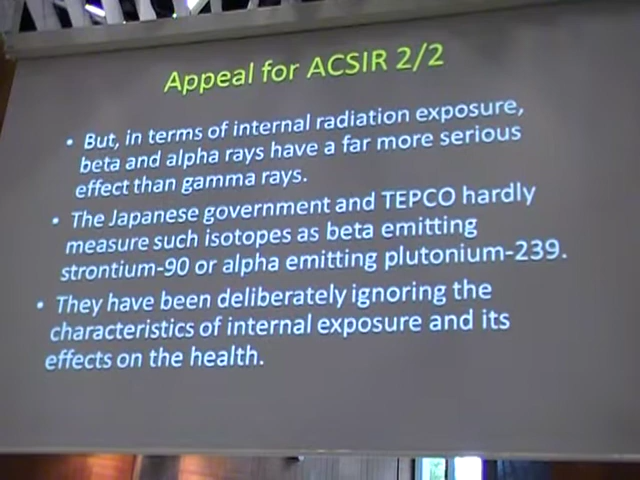 Appeal for ACSIR 2/2
• But, in terms of internal radiation exposure,
beta and alpha rays have a far more serious
effect than gamma rays.
• The Japanese government and TEPCO hardly
measure such isotopes as beta emitting
strontium-90 or alpha emitting plutonium-239.
• They have been deliberately ignoring the
characteristics of internal exposure and its
effects on the health.